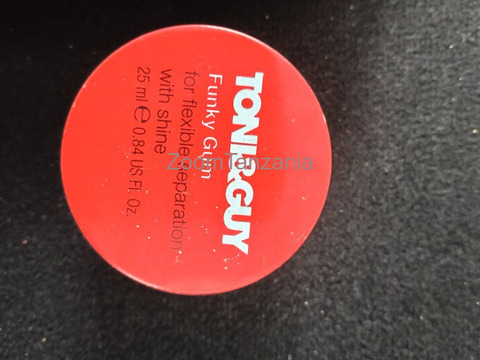 TONI&GUY
Funky Gum
for flexible separation
with shine
25 ml ℮ 0.84 US. Fl. Oz.
ZoomTanzania